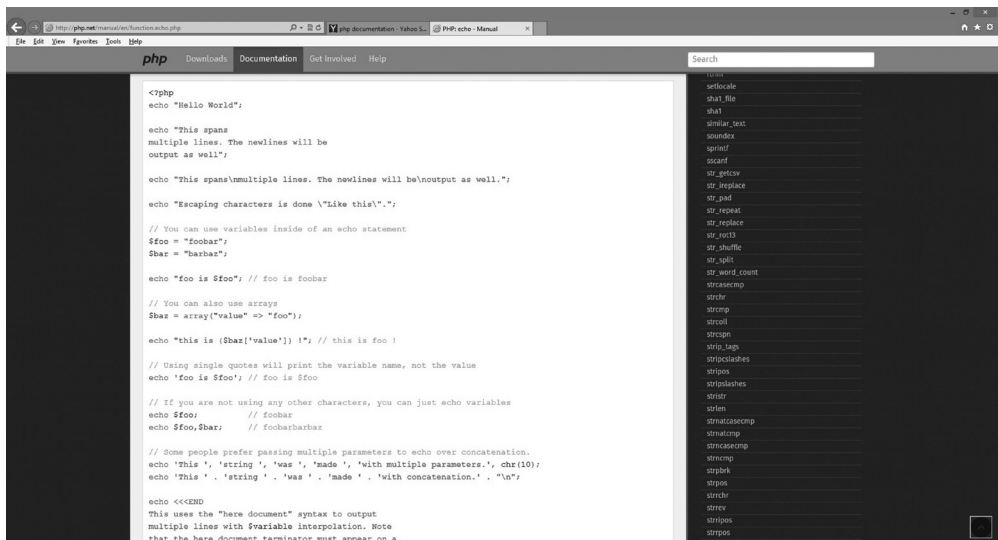 http://php.net/manual/en/function.echo.php
php documentation - Yahoo S...
PHP: echo - Manual
File Edit View Favorites Tools Help
php Downloads Documentation Get Involved Help
Search
<?php
echo "Hello World";
echo "This spans
multiple lines. The newlines will be
output as well";
echo "This spans\nmultiple lines. The newlines will be\noutput as well.";
echo "Escaping characters is done \"Like this\".";
// You can use variables inside of an echo statement
$foo = "foobar";
$bar = "barbaz";
echo "foo is $foo"; // foo is foobar
// You can also use arrays
$baz = array("value" => "foo");
echo "this is {$baz['value']} !"; // this is foo !
// Using single quotes will print the variable name, not the value
echo 'foo is $foo'; // foo is $foo
// If you are not using any other characters, you can just echo variables
echo $foo; // foobar
echo $foo,$bar; // foobarbarbaz
// Some people prefer passing multiple parameters to echo over concatenation.
echo 'This ', 'string ', 'was ', 'made ', 'with multiple parameters.', chr(10);
echo 'This ' . 'string ' . 'was ' . 'made ' . 'with concatenation.' . "\n";
echo <<<END
This uses the "here document" syntax to output
multiple lines with $variable interpolation. Note
that the here document terminator must appear on a
setlocale
sha1_file
sha1
similar_text
soundex
sprintf
sscanf
str_getcsv
str_ireplace
str_pad
str_repeat
str_replace
str_rot13
str_shuffle
str_split
str_word_count
strcasecmp
strchr
strcmp
strcoll
strcspn
strip_tags
stripcslashes
stripos
stripslashes
stristr
strlen
strnatcasecmp
strnatcmp
strncasecmp
strncmp
strpbrk
strpos
strrchr
strrev
strripos
strrpos